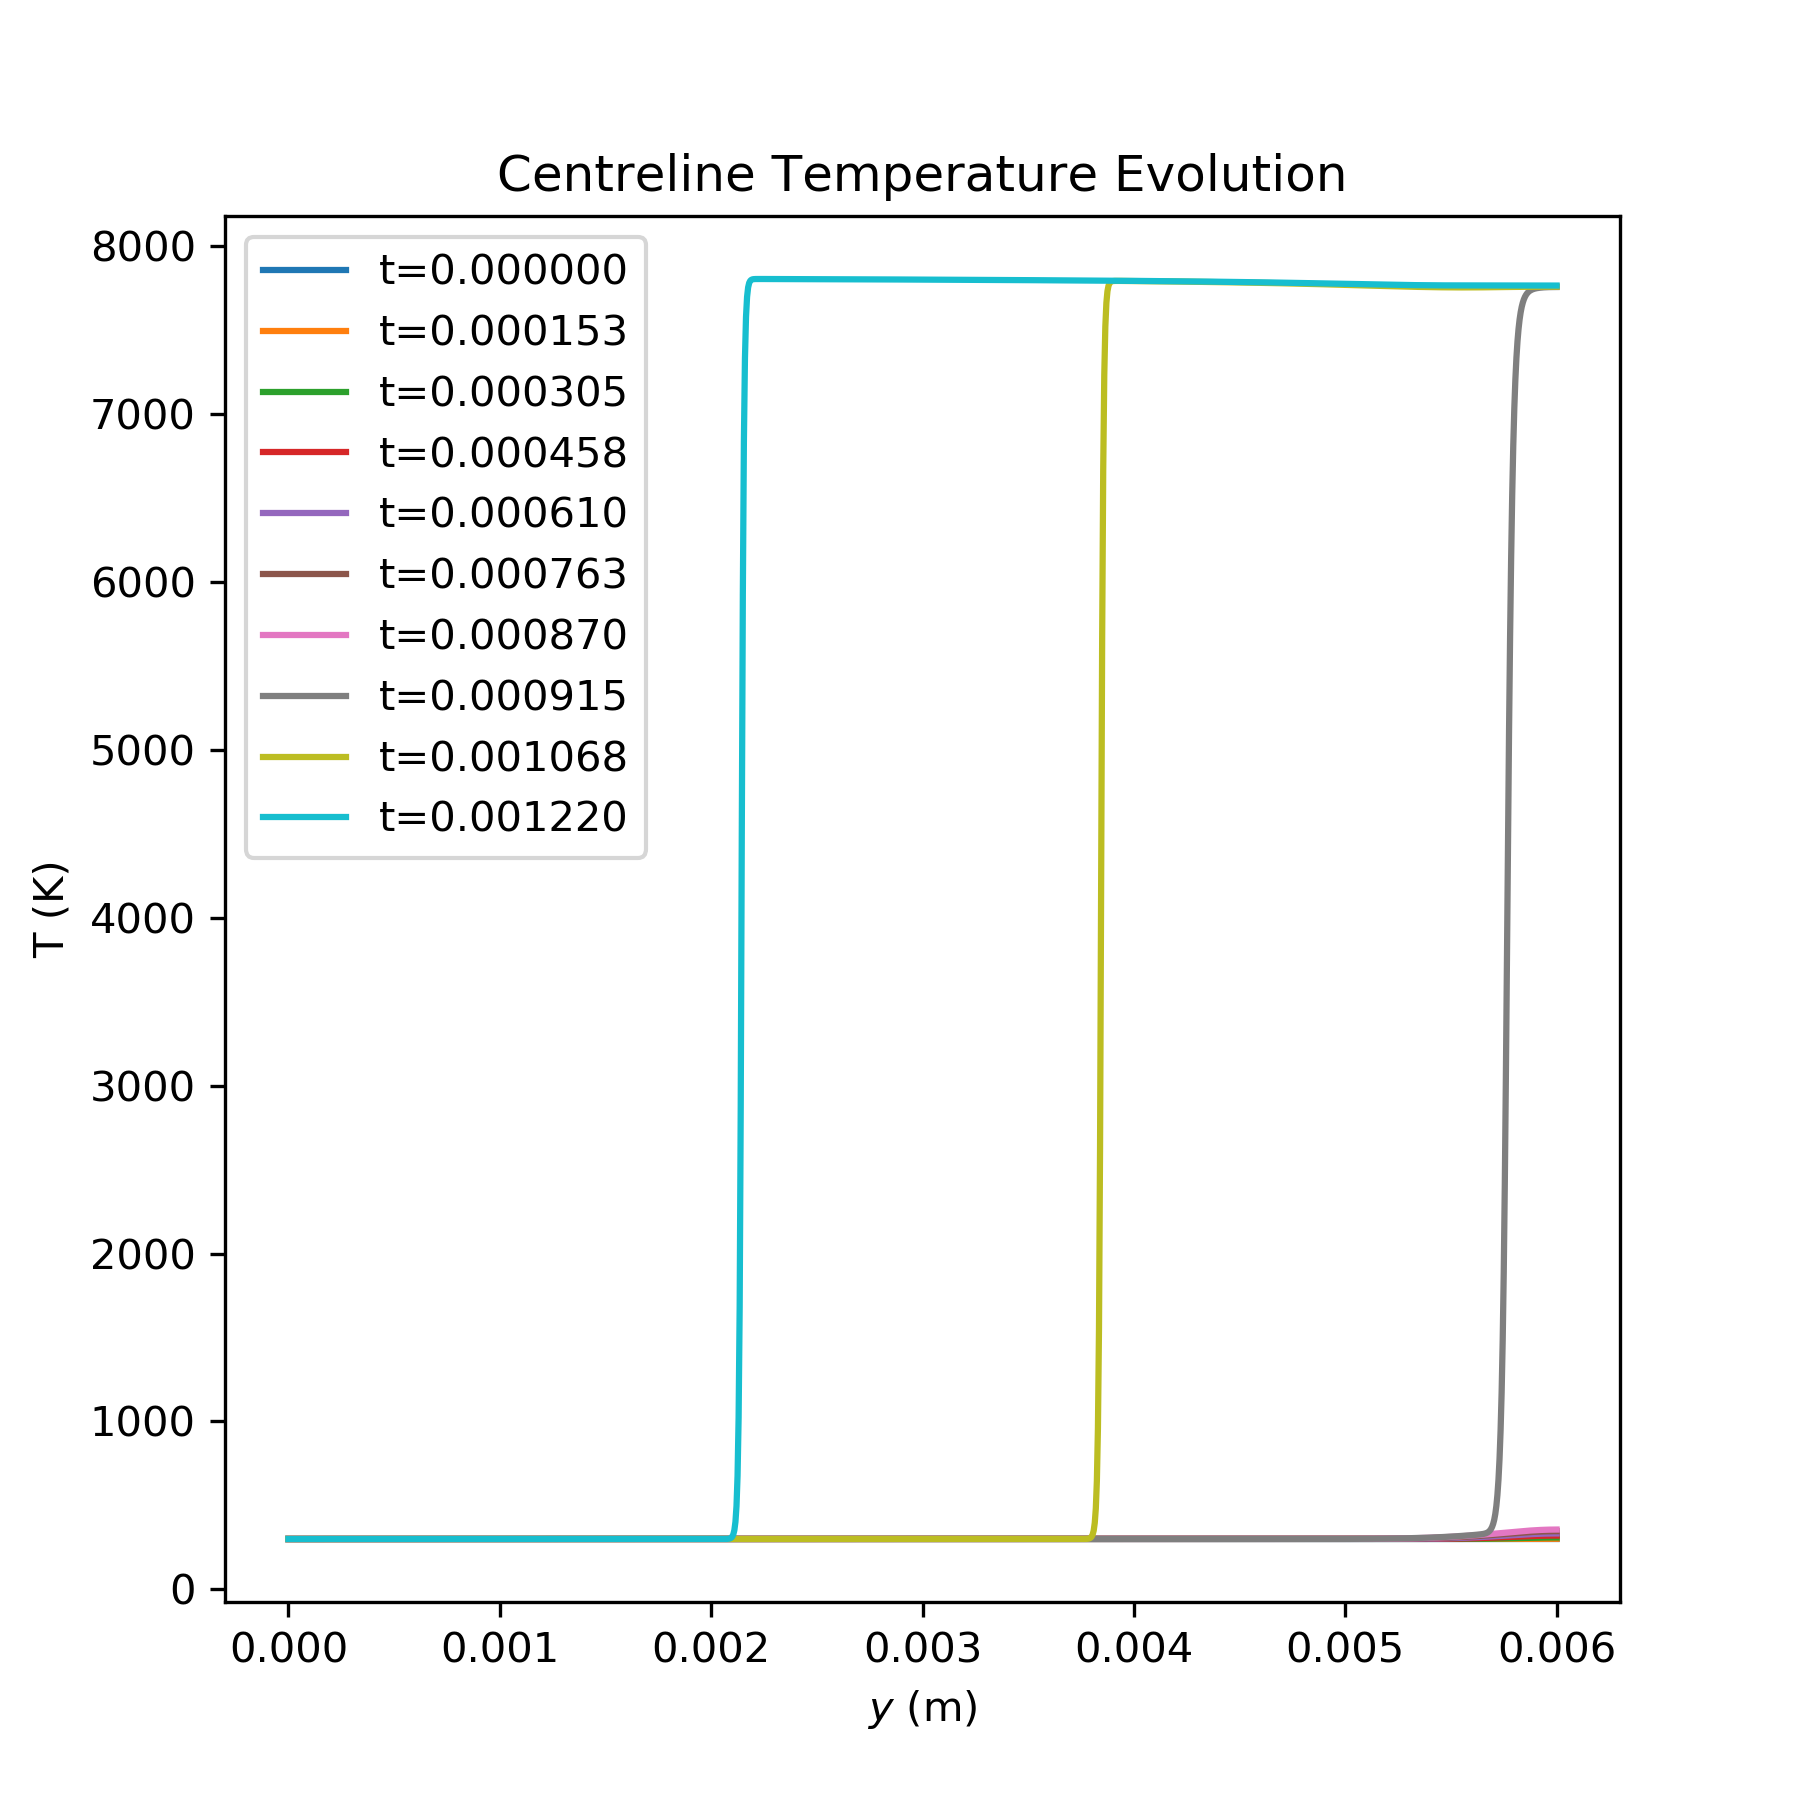 Centreline Temperature Evolution
8000
7000
6000
5000
4000
3000
2000
1000
0
T (K)
t=0.000000
t=0.000153
t=0.000305
t=0.000458
t=0.000610
t=0.000763
t=0.000870
t=0.000915
t=0.001068
t=0.001220
0.000 0.001 0.002 0.003 0.004 0.005 0.006
y (m)